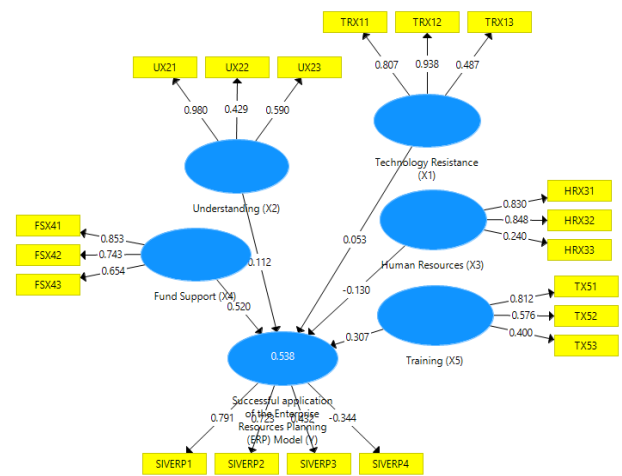 TRX11
TRX12
TRX13
0.807
0.938
0.487
UX21
UX22
UX23
0.980
0.429
0.590
Technology Resistance
(X1)
Understanding (X2)
HRX31
HRX32
HRX33
0.830
0.848
0.240
Human Resources (X3)
FSX41
FSX42
FSX43
0.853
0.743
0.654
Fund Support (X4)
0.053
0.112
-0.130
0.520
0.307
TX51
TX52
TX53
0.812
0.576
0.400
Training (X5)
0.538
Successful application
of the Enterprise
Resources Planning
(ERP) Model (Y)
0.791
0.723
0.432
-0.344
SIVERP1
SIVERP2
SIVERP3
SIVERP4